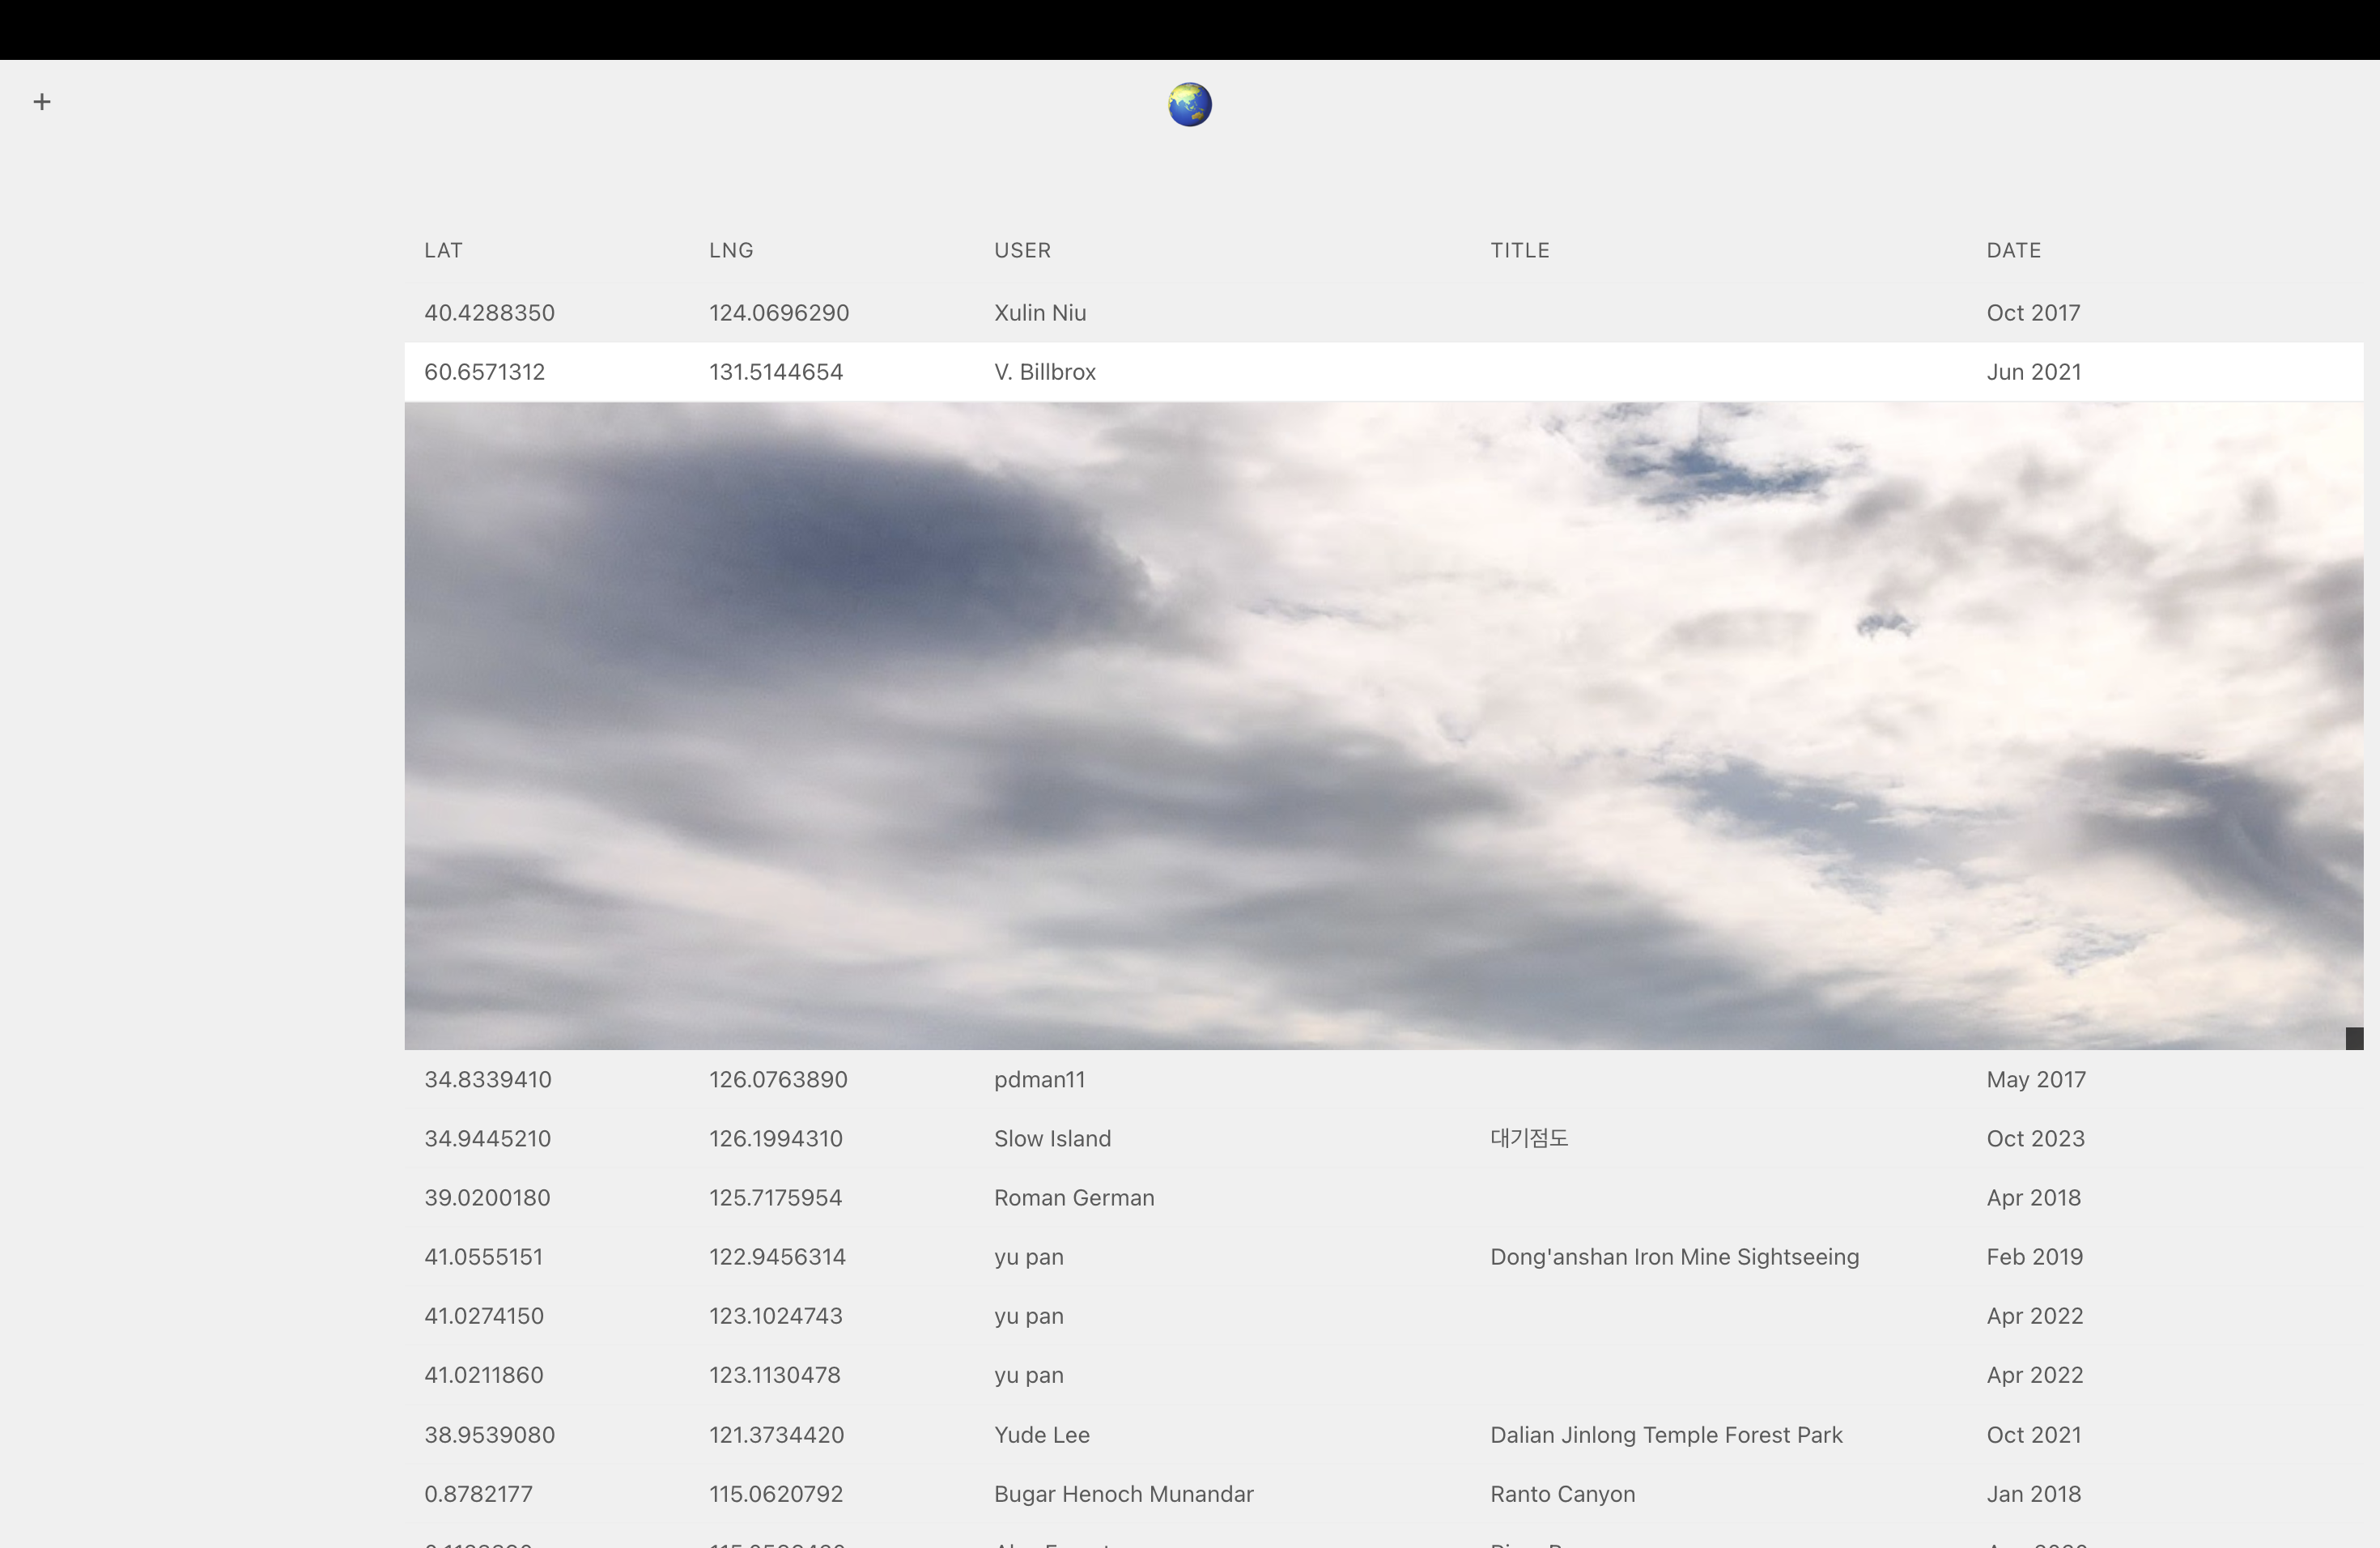 +
LAT LNG USER TITLE DATE
40.4288350 124.0696290 Xulin Niu Oct 2017
60.6571312 131.5144654 V. Billbrox Jun 2021
34.8339410 126.0763890 pdman11 May 2017
34.9445210 126.1994310 Slow Island 대기점도 Oct 2023
39.0200180 125.7175954 Roman German Apr 2018
41.0555151 122.9456314 yu pan Dong'anshan Iron Mine Sightseeing Feb 2019
41.0274150 123.1024743 yu pan Apr 2022
41.0211860 123.1130478 yu pan Apr 2022
38.9539080 121.3734420 Yude Lee Dalian Jinlong Temple Forest Park Oct 2021
0.8782177 115.0620792 Bugar Henoch Munandar Ranto Canyon Jan 2018